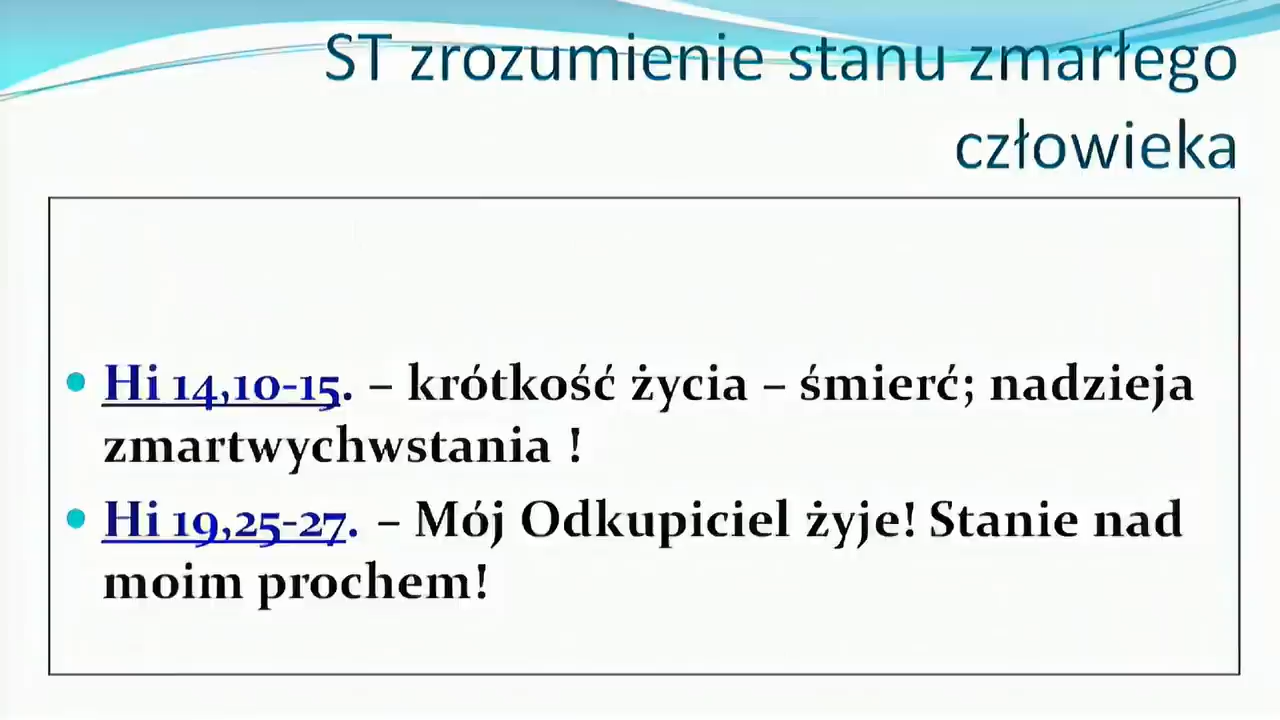 ST zrozumienie stanu zmarłego
człowieka
Hi 14,10-15. – krótkość życia – śmierć; nadzieja
zmartwychwstania !
Hi 19,25-27. – Mój Odkupiciel żyje! Stanie nad
moim prochem!